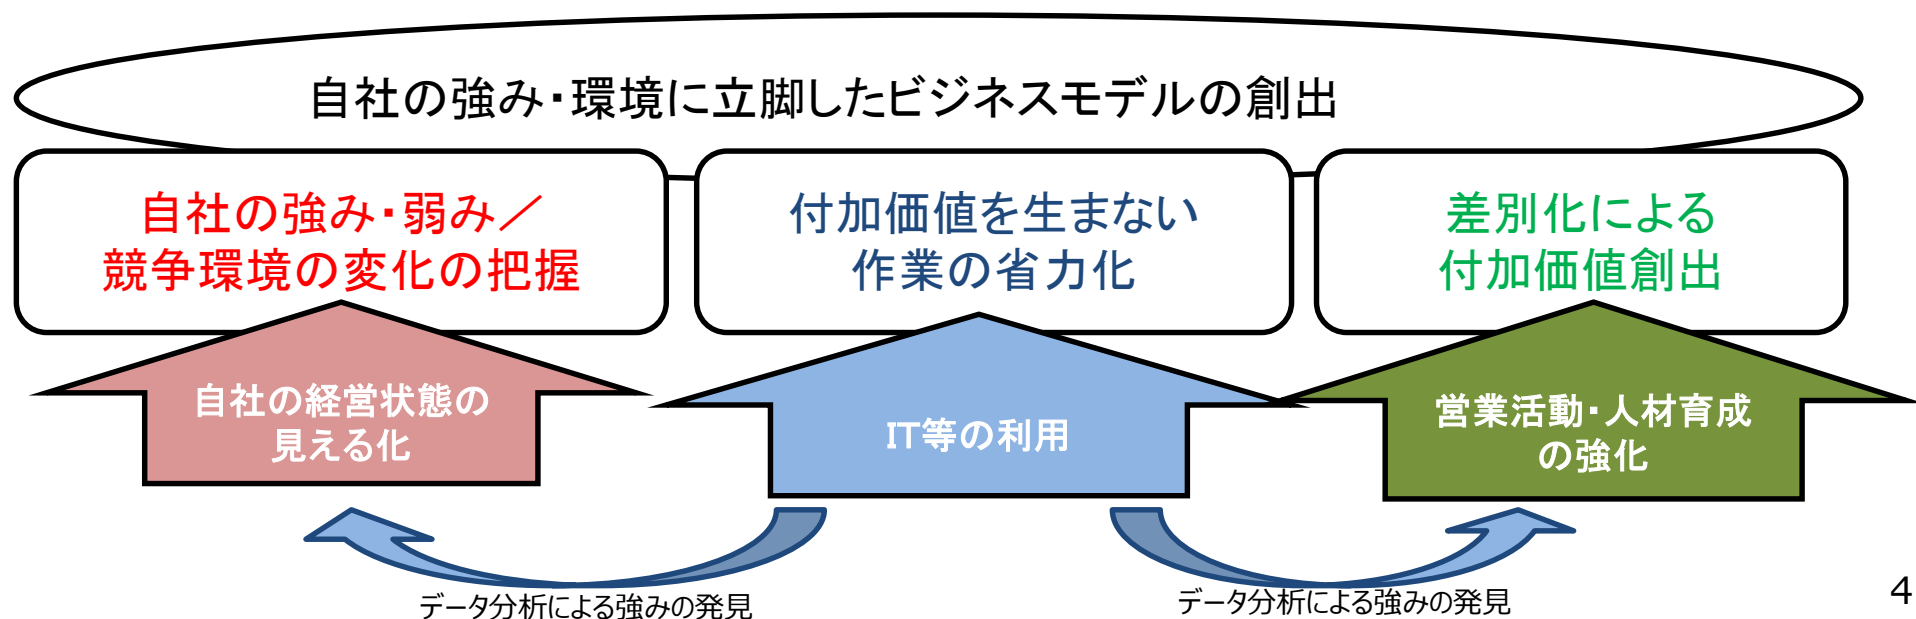 自社の強み・環境に立脚したビジネスモデルの創出
自社の強み・弱み／
競争環境の変化の把握
付加価値を生まない
作業の省力化
差別化による
付加価値創出
自社の経営状態の
見える化
IT等の利用
営業活動・人材育成
の強化
データ分析による強みの発見
データ分析による強みの発見
4